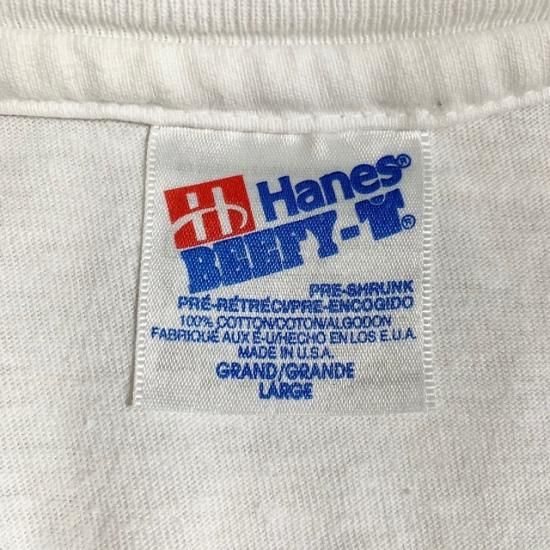 Hanes®
BEEFY-T®
PRE-SHRUNK
PRÉ-RÉTRÉCI/PRE-ENCOGIDO
100% COTTON/COTON/ALGODON
FABRIQUÉ AUX É-U/HECHO EN LOS E.U.A.
MADE IN U.S.A.
GRAND/GRANDE
LARGE